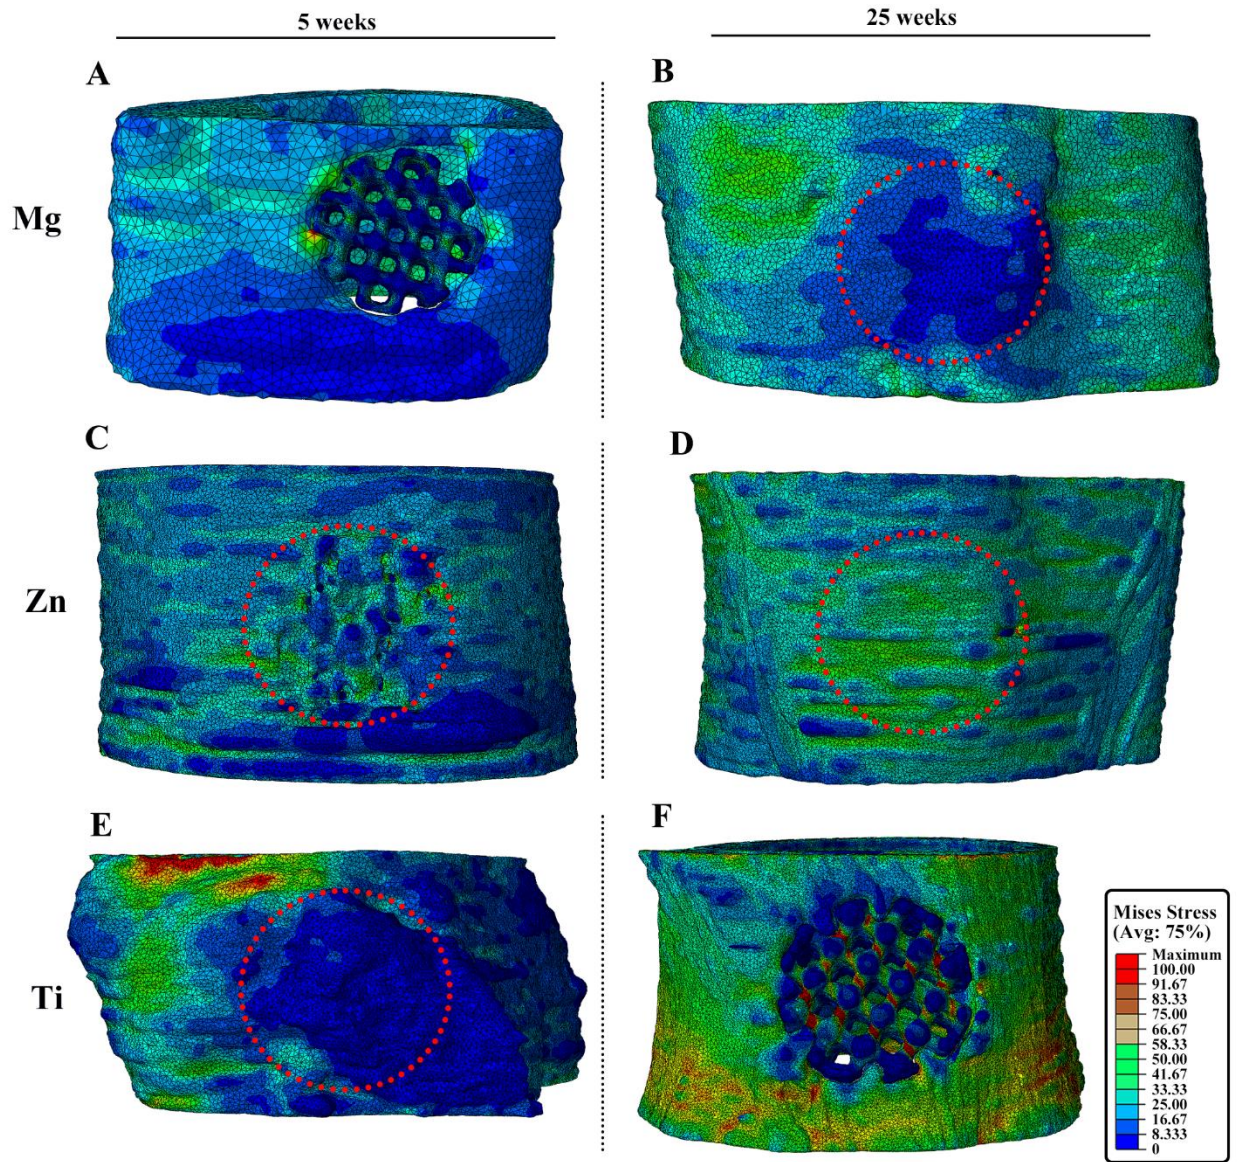 5 weeks
25 weeks
A
B
Mg
C
D
Zn
E
F
Ti
Mises Stress
(Avg: 75%)
Maximum
100.00
91.67
83.33
75.00
66.67
58.33
50.00
41.67
33.33
25.00
16.67
8.333
0